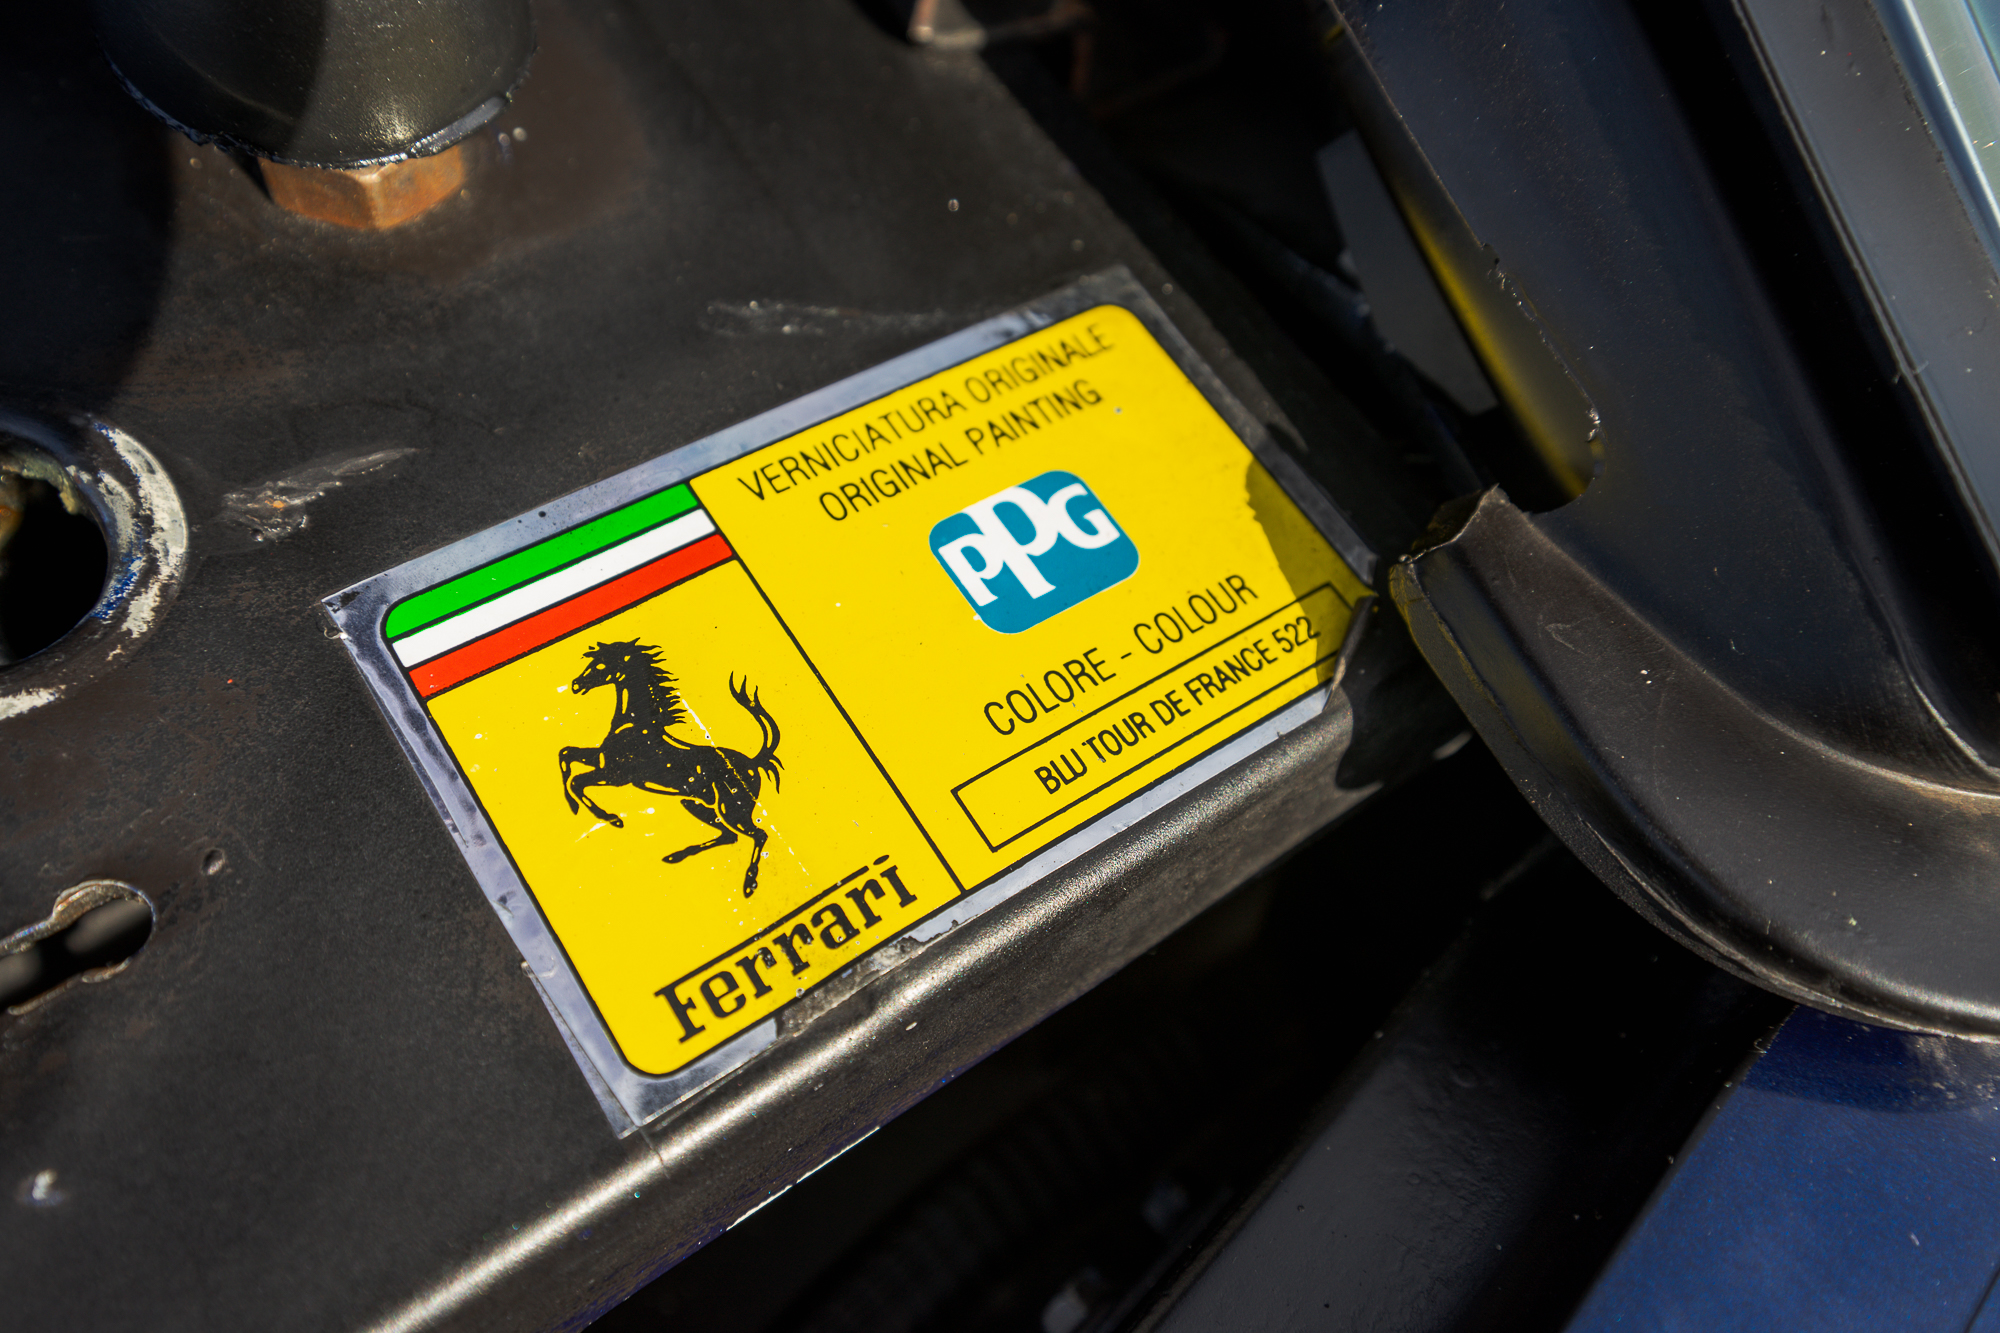 VERNICIATURA ORIGINALE
ORIGINAL PAINTING
PPG
COLORE - COLOUR
BLU TOUR DE FRANCE 522
Ferrari